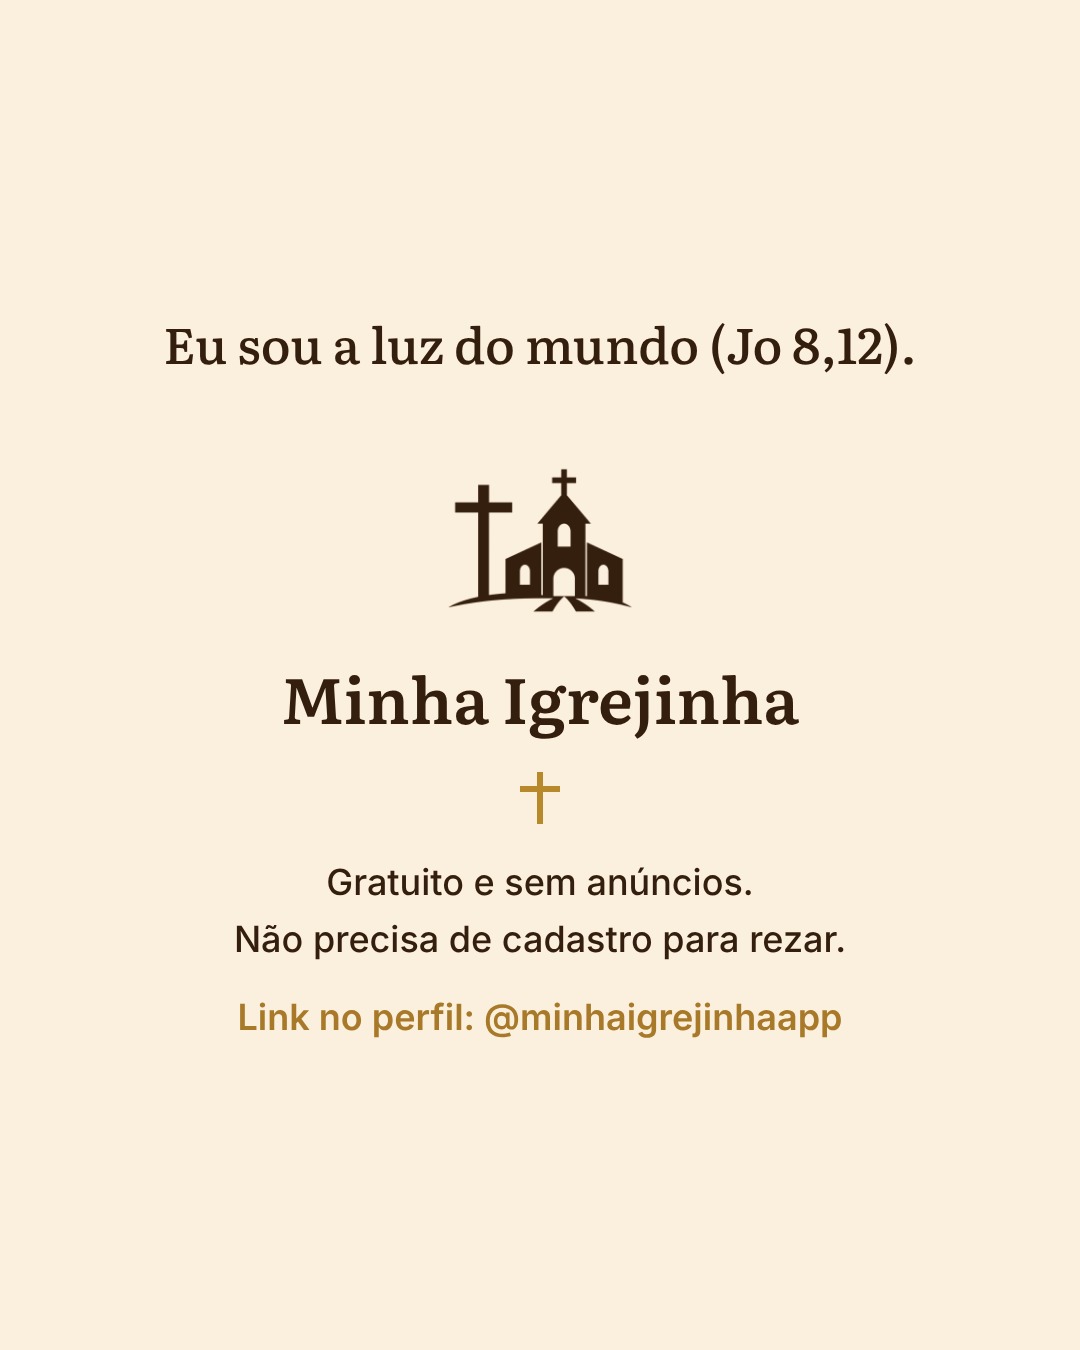 Eu sou a luz do mundo (Jo 8,12).
Minha Igrejinha
Gratuito e sem anúncios.
Não precisa de cadastro para rezar.
Link no perfil: @minhaigrejinhaapp